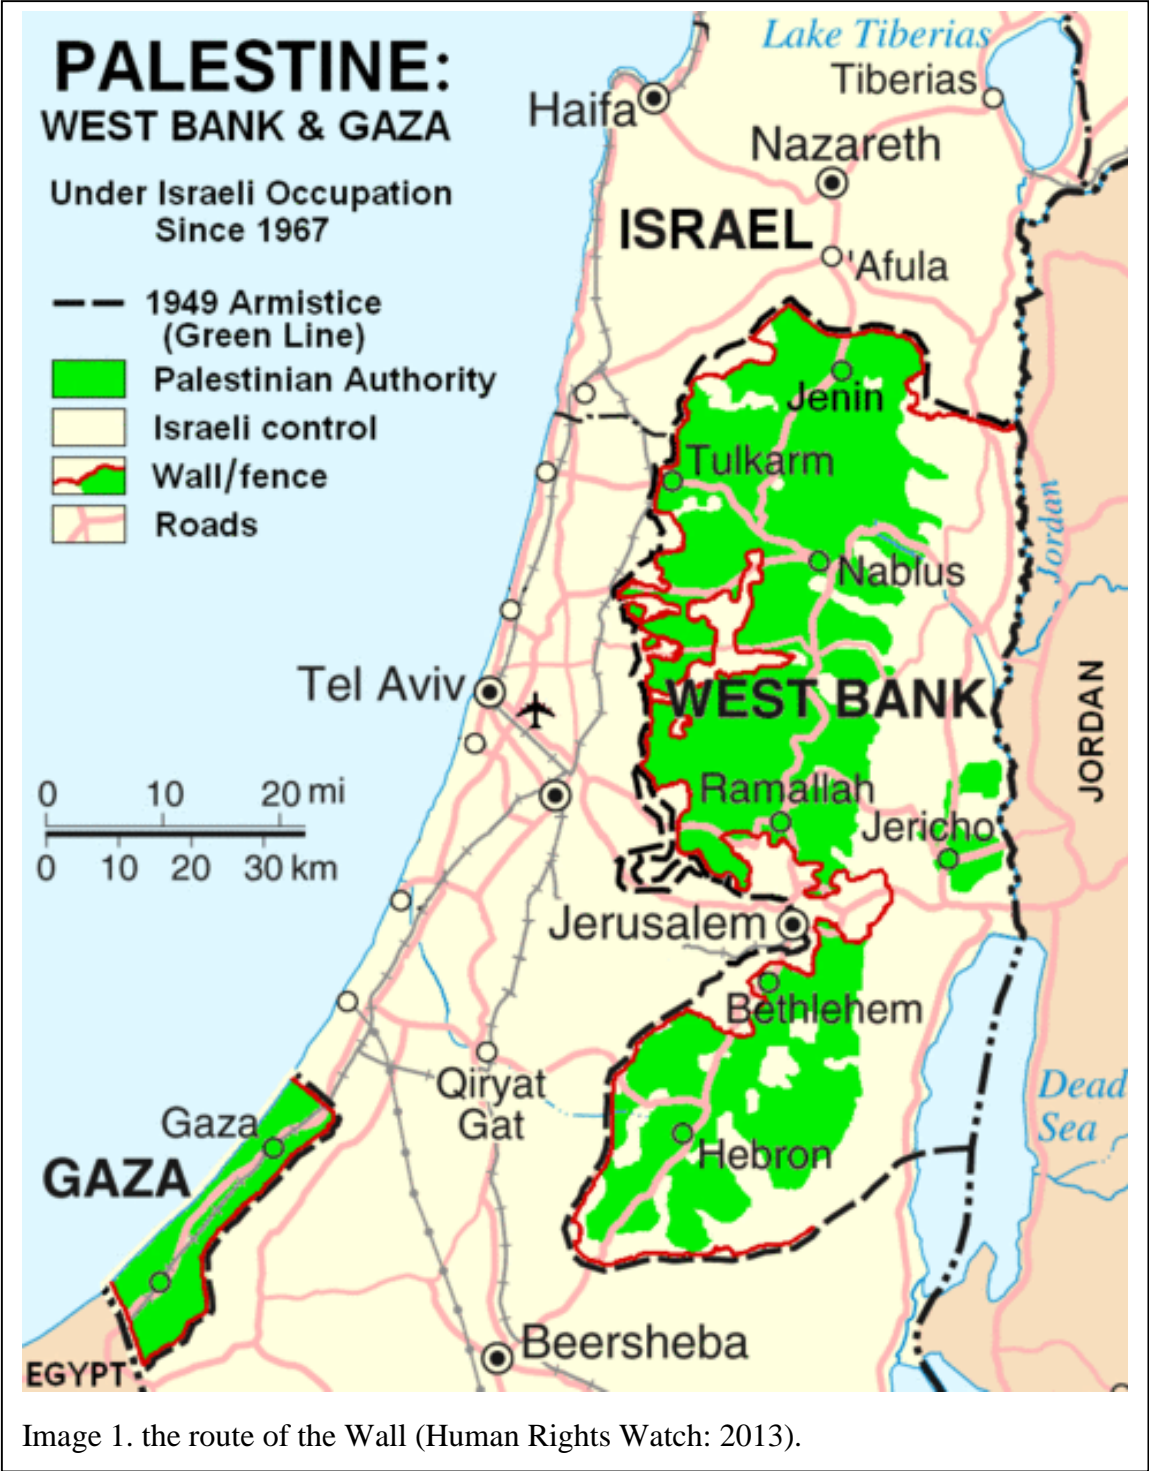 PALESTINE:
WEST BANK & GAZA
Under Israeli Occupation
Since 1967
1949 Armistice
(Green Line)
Palestinian Authority
Israeli control
Wall/fence
Roads
Lake Tiberias
Tiberias
Haifa
Nazareth
ISRAEL
'Afula
Jenin
Tulkarm
Jordan
Nablus
Tel Aviv
WEST BANK
JORDAN
0 10 20 mi
0 10 20 30 km
Ramallah
Jericho
Jerusalem
Bethlehem
Qiryat
Gat
Dead
Sea
Gaza
GAZA
Hebron
Beersheba
EGYPT
Image 1. the route of the Wall (Human Rights Watch: 2013).